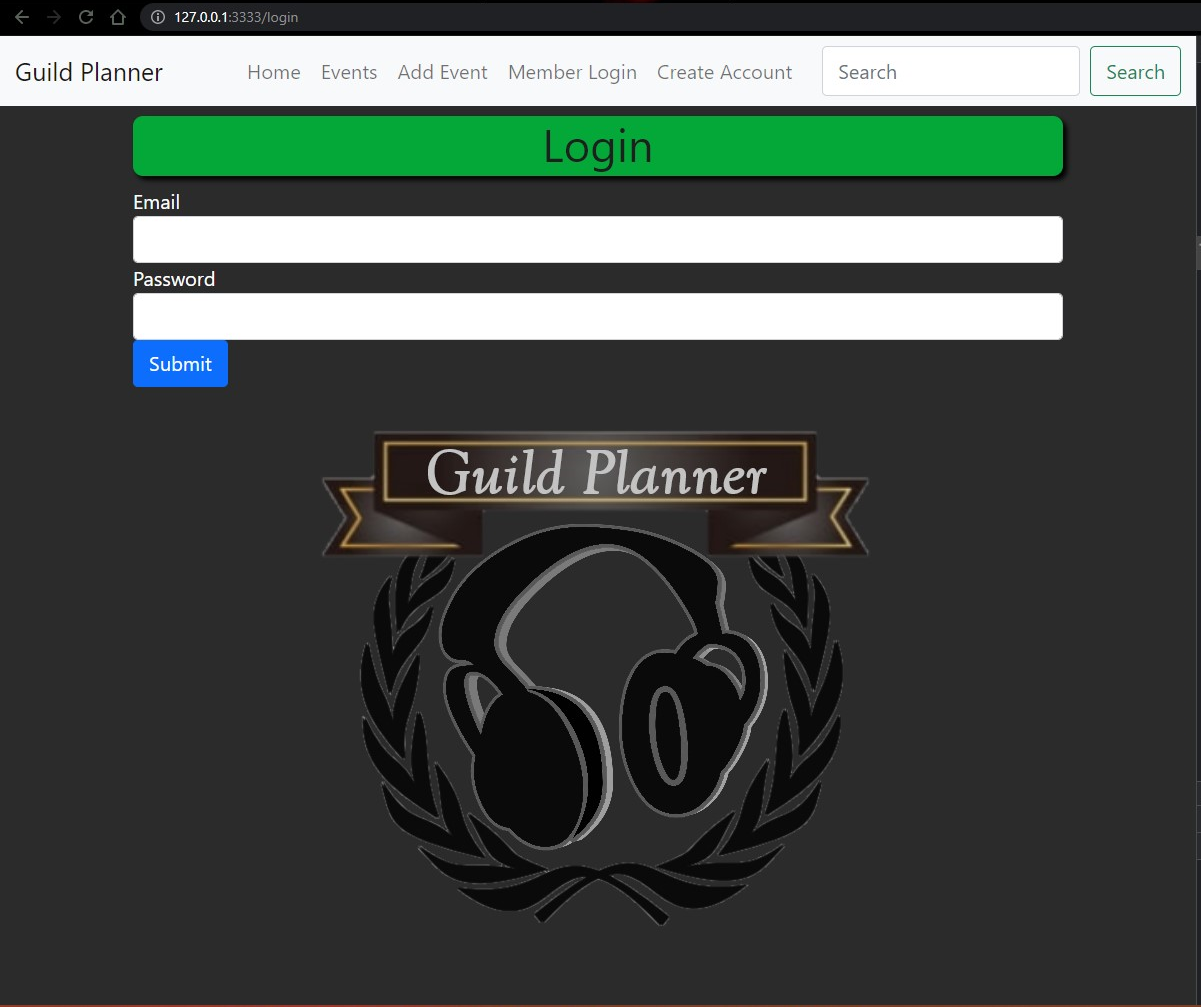 127.0.0.1:3333/login
Guild Planner Home Events Add Event Member Login Create Account Search Search
Login
Email
Password
Submit
Guild Planner